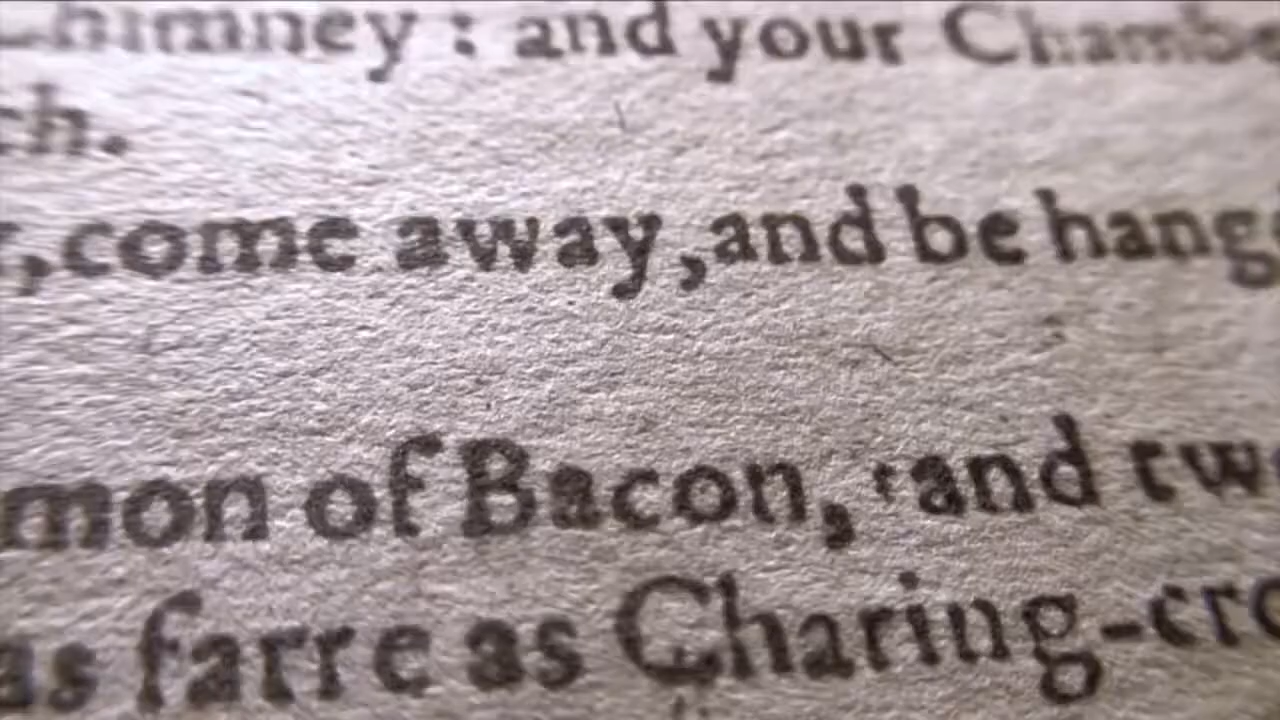 himney : and your Chambe
ch.
,come away,and be hang
mon of Bacon, and tw
as farre as Charing-cro